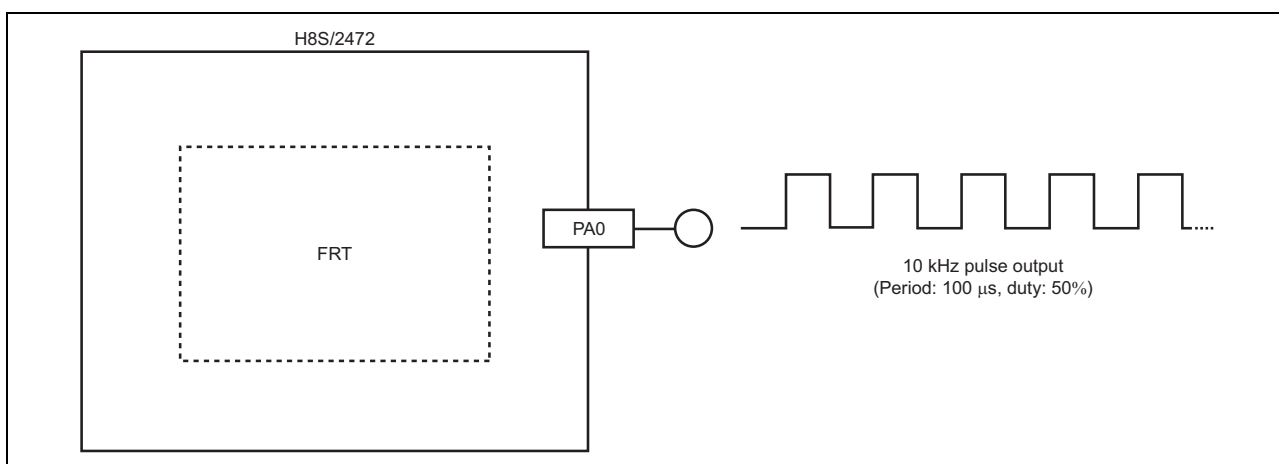 H8S/2472
FRT
PA0
10 kHz pulse output
(Period: 100 μs, duty: 50%)